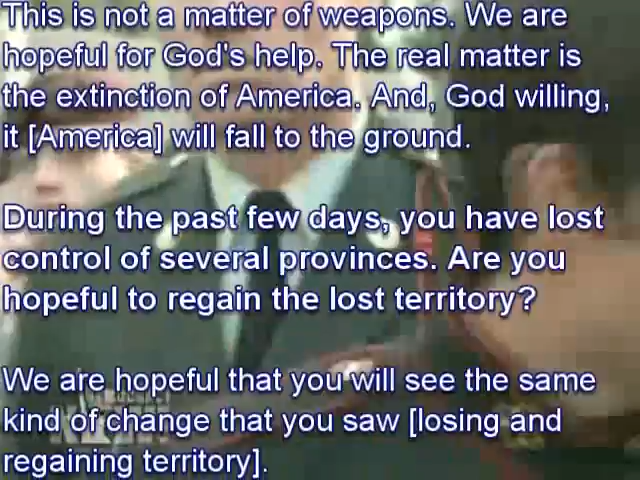 This is not a matter of weapons. We are
hopeful for God's help. The real matter is
the extinction of America. And, God willing,
it [America] will fall to the ground.
During the past few days, you have lost
control of several provinces. Are you
hopeful to regain the lost territory?
We are hopeful that you will see the same
kind of change that you saw [losing and
regaining territory].